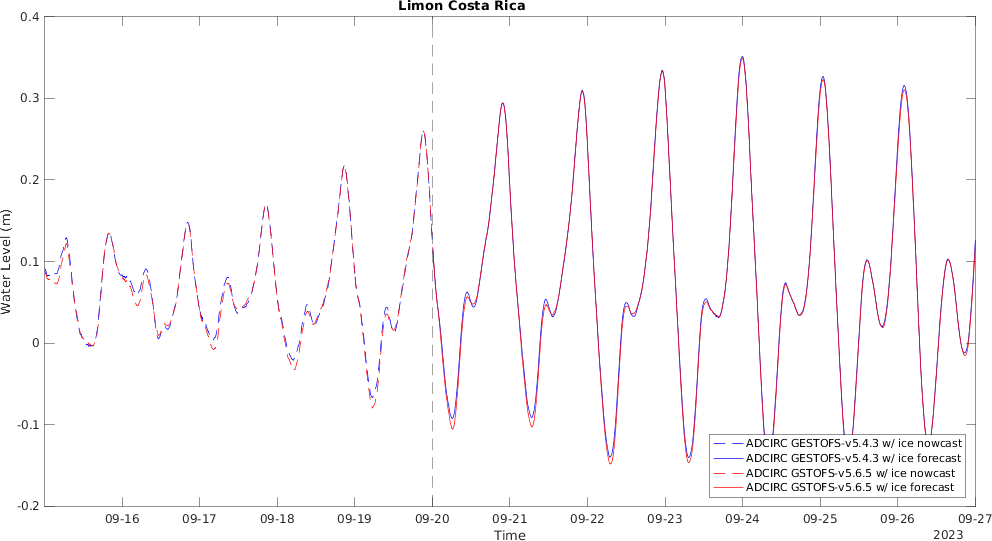 Limon Costa Rica
0.4
0.3
0.2
0.1
0
-0.1
-0.2
Water Level (m)
ADCIRC GESTOFS-v5.4.3 w/ ice nowcast
ADCIRC GESTOFS-v5.4.3 w/ ice forecast
ADCIRC GSTOFS-v5.6.5 w/ ice nowcast
ADCIRC GSTOFS-v5.6.5 w/ ice forecast
09-16 09-17 09-18 09-19 09-20 09-21 09-22 09-23 09-24 09-25 09-26 09-27
Time
2023